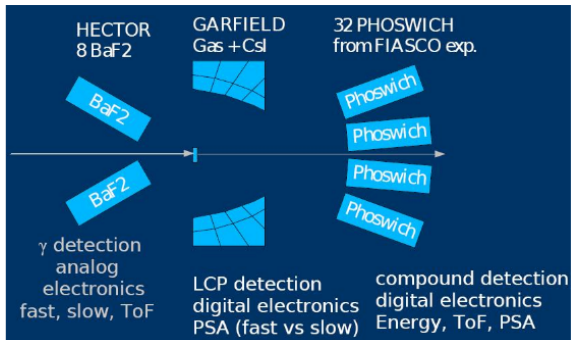 HECTOR
8 BaF2
GARFIELD
Gas + CsI
32 PHOSWICH
from FIASCO exp.
BaF2
BaF2
Phoswich
Phoswich
Phoswich
Phoswich
γ detection
analog
electronics
fast, slow, ToF
LCP detection
digital electronics
PSA (fast vs slow)
compound detection
digital electronics
Energy, ToF, PSA